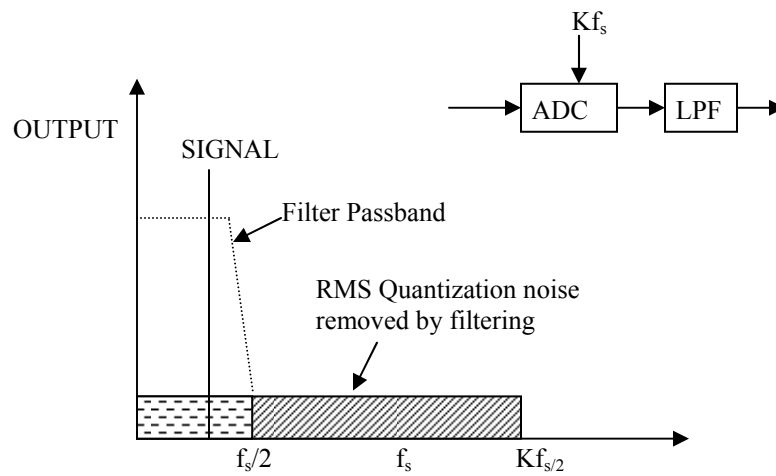 Kfₛ
ADC
LPF
OUTPUT
SIGNAL
Filter Passband
RMS Quantization noise
removed by filtering
fₛ/2
fₛ
Kfₛ/₂